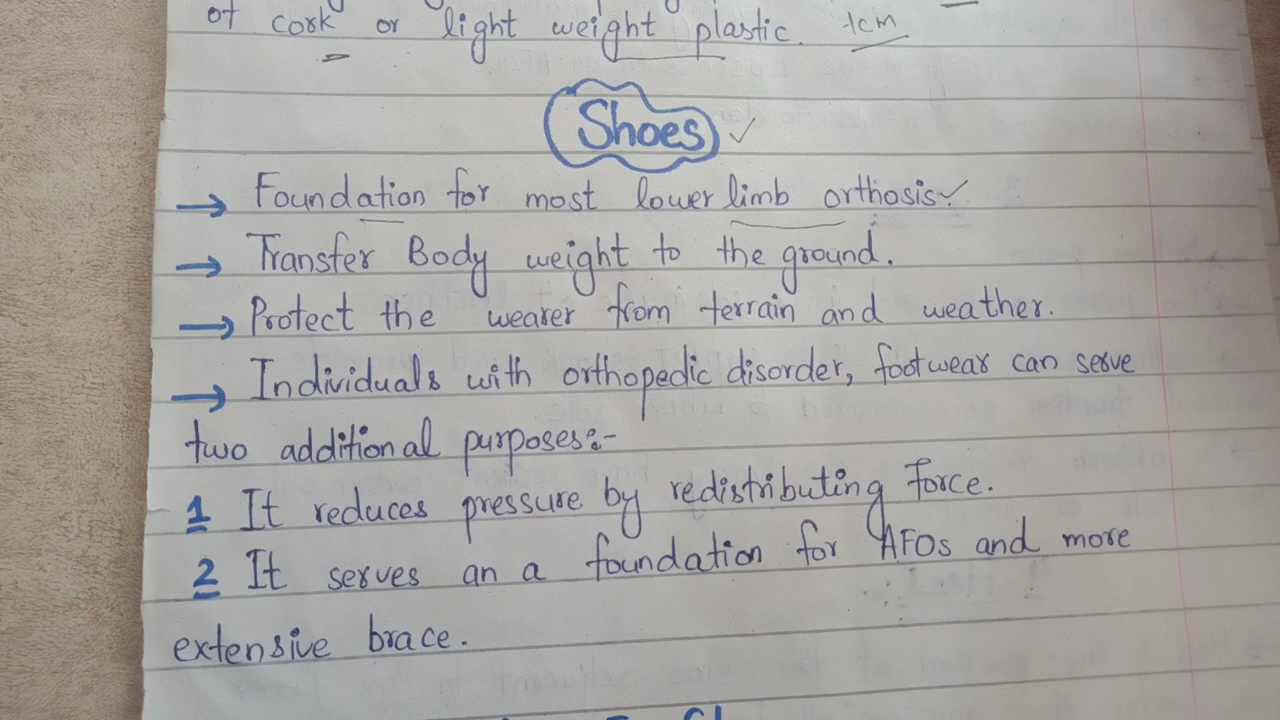 of cork or light weight plastic. 1cm
Shoes
→ Foundation for most lower limb orthosis
→ Transfer Body weight to the ground.
→ Protect the wearer from terrain and weather.
→ Individuals with orthopedic disorder, footwear can serve
two additional purposes:-
1 It reduces pressure by redistributing force.
2 It serves an a foundation for AFOs and more
extensive brace.